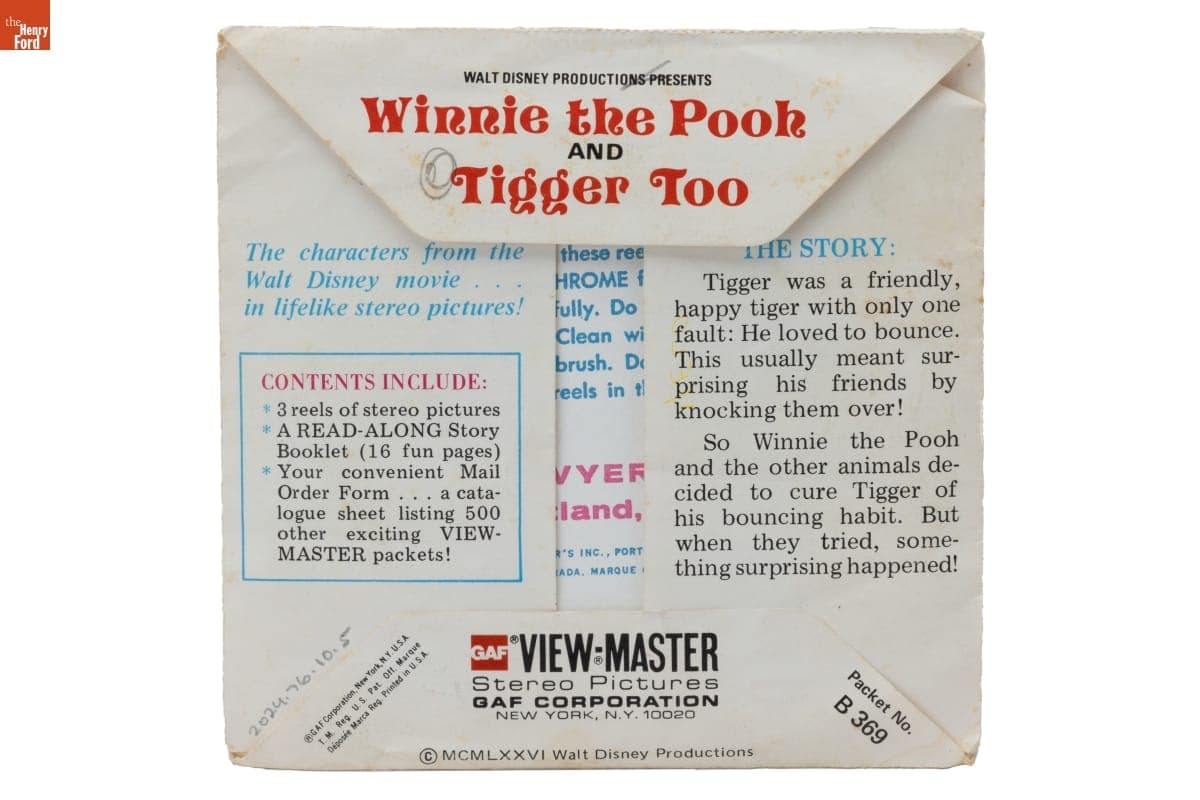 the
Henry
Ford
WALT DISNEY PRODUCTIONS PRESENTS
Winnie the Pooh
AND
Tigger Too
The characters from the
Walt Disney movie . . .
in lifelike stereo pictures!
CONTENTS INCLUDE:
* 3 reels of stereo pictures
* A READ-ALONG Story
Booklet (16 fun pages)
* Your convenient Mail
Order Form . . . a cata-
logue sheet listing 500
other exciting VIEW-
MASTER packets!
these ree
HROME f
fully. Do
Clean wi
brush. Do
reels in t
VYER
tland,
R'S INC., PORT
ADA. MARQUE
THE STORY:
Tigger was a friendly,
happy tiger with only one
fault: He loved to bounce.
This usually meant sur-
prising his friends by
knocking them over!
So Winnie the Pooh
and the other animals de-
cided to cure Tigger of
his bouncing habit. But
when they tried, some-
thing surprising happened!
2024.76.10.5
®GAF Corporation, New York, N.Y. U.S.A.
T. M. Reg. U. S. Pat. Off. Marque
Déposée Marca Reg. Printed in U.S.A.
GAF® VIEW-MASTER®
Stereo Pictures
GAF CORPORATION
NEW YORK, N.Y. 10020
Packet No.
B 369
© MCMLXXVI Walt Disney Productions